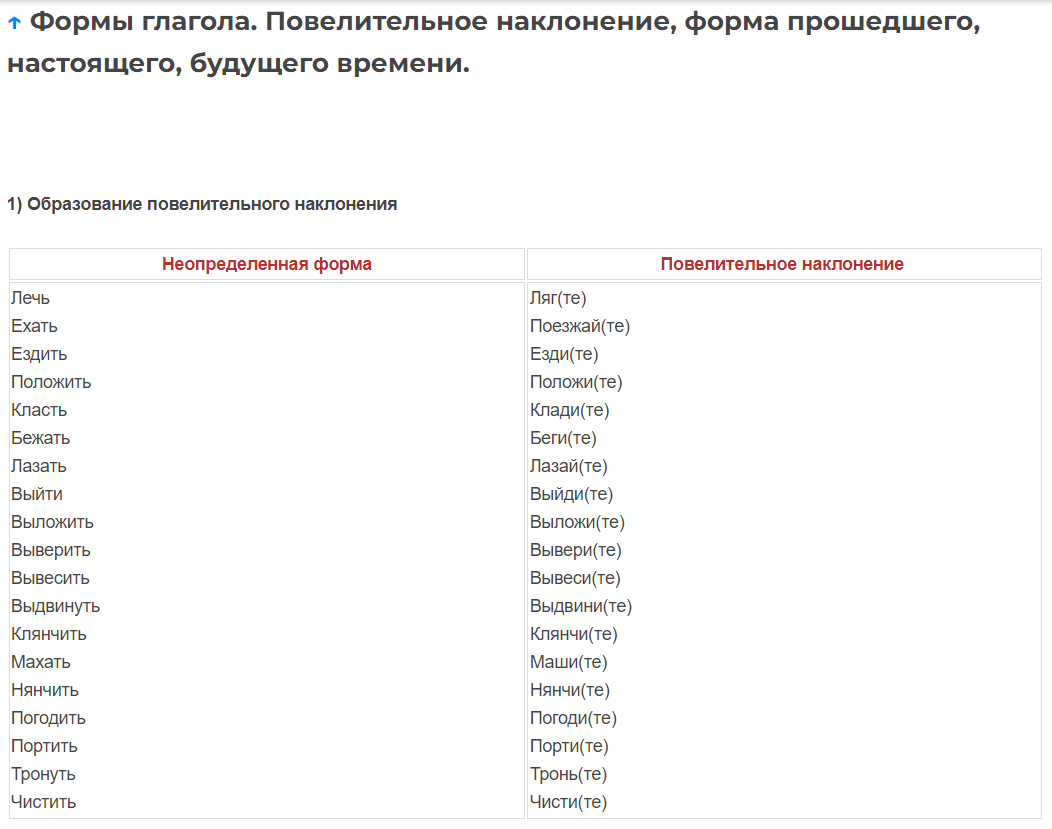 ↑ Формы глагола. Повелительное наклонение, форма прошедшего,
настоящего, будущего времени.
1) Образование повелительного наклонения
Неопределенная форма Повелительное наклонение
Лечь Ляг(те)
Ехать Поезжай(те)
Ездить Езди(те)
Положить Положи(те)
Класть Клади(те)
Бежать Беги(те)
Лазать Лазай(те)
Выйти Выйди(те)
Выложить Выложи(те)
Выверить Вывери(те)
Вывесить Вывеси(те)
Выдвинуть Выдвини(те)
Клянчить Клянчи(те)
Махать Маши(те)
Нянчить Нянчи(те)
Погодить Погоди(те)
Портить Порти(те)
Тронуть Тронь(те)
Чистить Чисти(те)